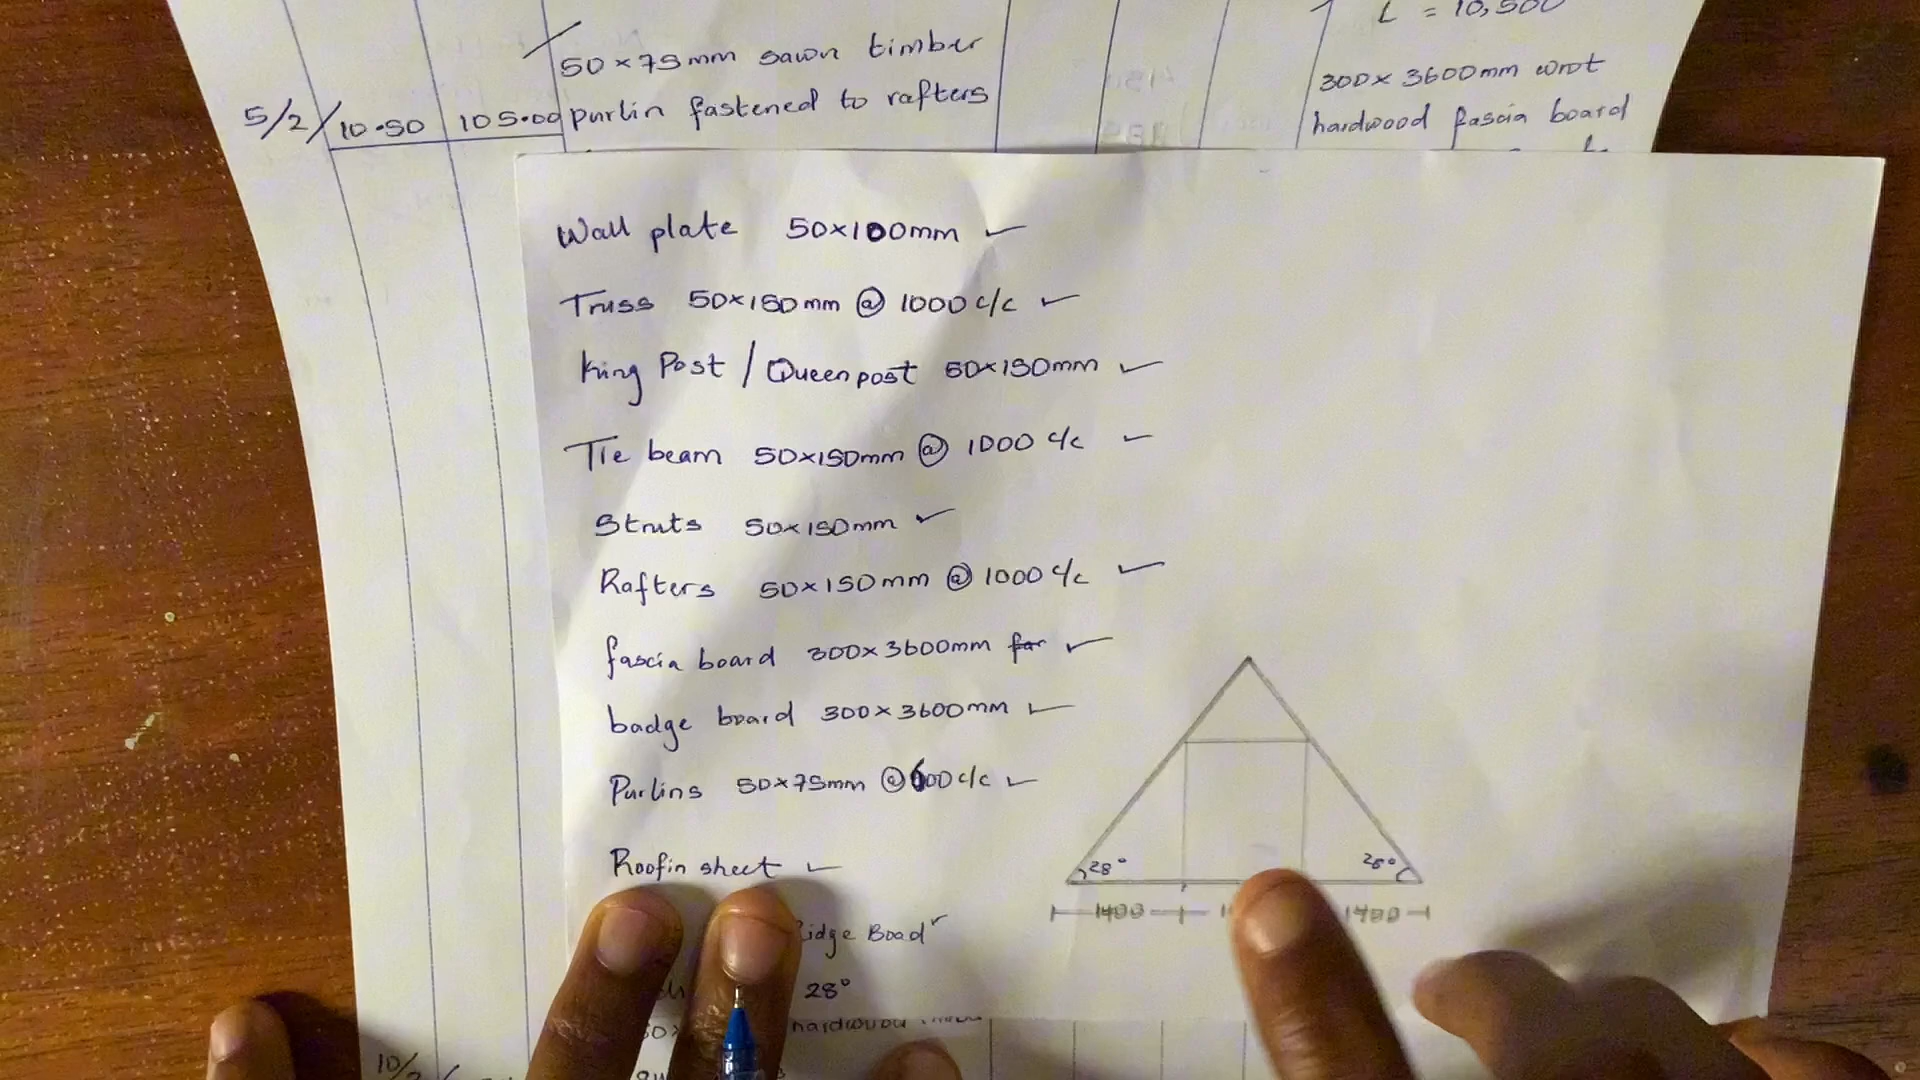 L = 10,500
50×75mm sawn timber
5/2/ 10.50 105.00 purlin fastened to rafters
300× 3600mm wrot
hardwood fascia board
Wall plate 50×100mm ✓
Truss 50×150mm @ 1000 c/c ✓
King Post / Queen post 50×150mm ✓
Tie beam 50×150mm @ 1000 c/c ✓
Struts 50×150mm ✓
Rafters 50×150mm @ 1000 c/c ✓
fascia board 300×3600mm for ✓
badge board 300×3600mm ✓
Purlins 50×75mm @600 c/c ✓
Roofin sheet ✓
28° 28°
1400 1400
Ridge Boad ✓
28°
hardwood
10/